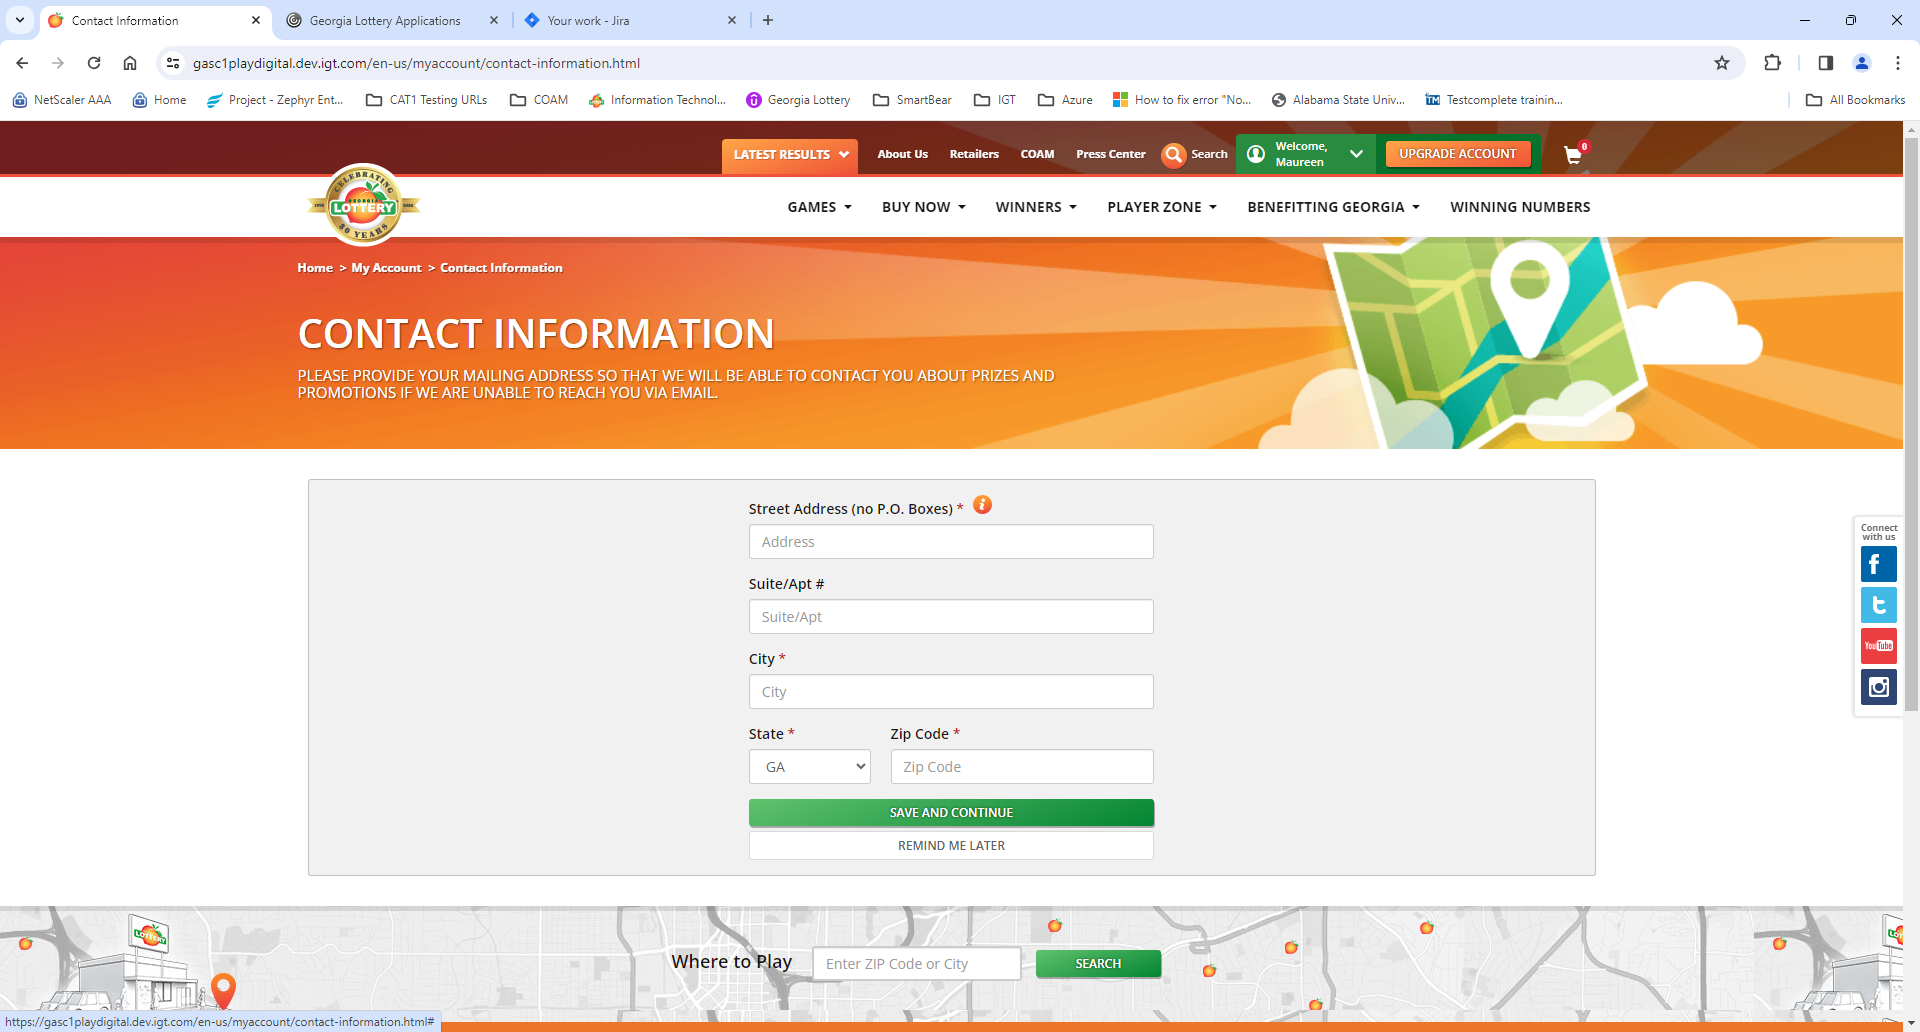 Contact Information
Georgia Lottery Applications
Your work - Jira
gasc1playdigital.dev.igt.com/en-us/myaccount/contact-information.html
NetScaler AAA
Home
Project - Zephyr Ent...
CAT1 Testing URLs
COAM
Information Technol...
Georgia Lottery
SmartBear
IGT
Azure
How to fix error "No...
Alabama State Univ...
Testcomplete trainin...
All Bookmarks
LATEST RESULTS
About Us
Retailers
COAM
Press Center
Search
Welcome,
Maureen
UPGRADE ACCOUNT
0
CELEBRATING
GEORGIA
LOTTERY
30 YEARS
GAMES
BUY NOW
WINNERS
PLAYER ZONE
BENEFITTING GEORGIA
WINNING NUMBERS
Home > My Account > Contact Information
CONTACT INFORMATION
PLEASE PROVIDE YOUR MAILING ADDRESS SO THAT WE WILL BE ABLE TO CONTACT YOU ABOUT PRIZES AND
PROMOTIONS IF WE ARE UNABLE TO REACH YOU VIA EMAIL.
Street Address (no P.O. Boxes) *
Address
Suite/Apt #
Suite/Apt
City *
City
State *
Zip Code *
GA
Zip Code
SAVE AND CONTINUE
REMIND ME LATER
Connect
with us
You Tube
LOTTERY
Where to Play
Enter ZIP Code or City
SEARCH
https://gasc1playdigital.dev.igt.com/en-us/myaccount/contact-information.html#